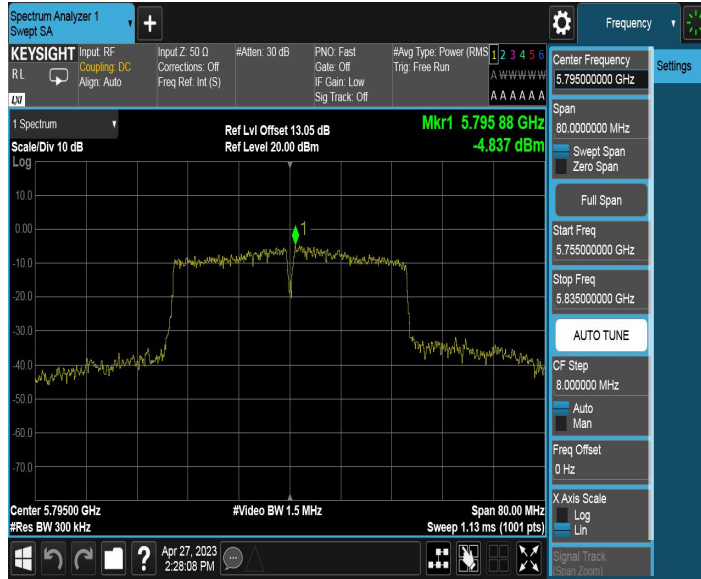 Spectrum Analyzer 1
Swept SA
+
Frequency
KEYSIGHT
RL
LXI
Input: RF
Coupling: DC
Align: Auto
Input Z: 50 Ω
Corrections: Off
Freq Ref: Int (S)
#Atten: 30 dB
PNO: Fast
Gate: Off
IF Gain: Low
Sig Track: Off
#Avg Type: Power (RMS
Trig: Free Run
1 2 3 4 5 6
A W W W W W
A A A A A A
Center Frequency
5.795000000 GHz
Settings
Span
80.0000000 MHz
Swept Span
Zero Span
Full Span
Start Freq
5.755000000 GHz
Stop Freq
5.835000000 GHz
AUTO TUNE
CF Step
8.000000 MHz
Auto
Man
Freq Offset
0 Hz
X Axis Scale
Log
Lin
Signal Track
(Span Zoom)
1 Spectrum
Scale/Div 10 dB
Ref Lvl Offset 13.05 dB
Ref Level 20.00 dBm
Mkr1 5.795 88 GHz
-4.837 dBm
Log
10.0
0.00
-10.0
-20.0
-30.0
-40.0
-50.0
-60.0
-70.0
1
Center 5.79500 GHz
#Res BW 300 kHz
#Video BW 1.5 MHz
Span 80.00 MHz
Sweep 1.13 ms (1001 pts)
?
Apr 27, 2023
2:28:08 PM